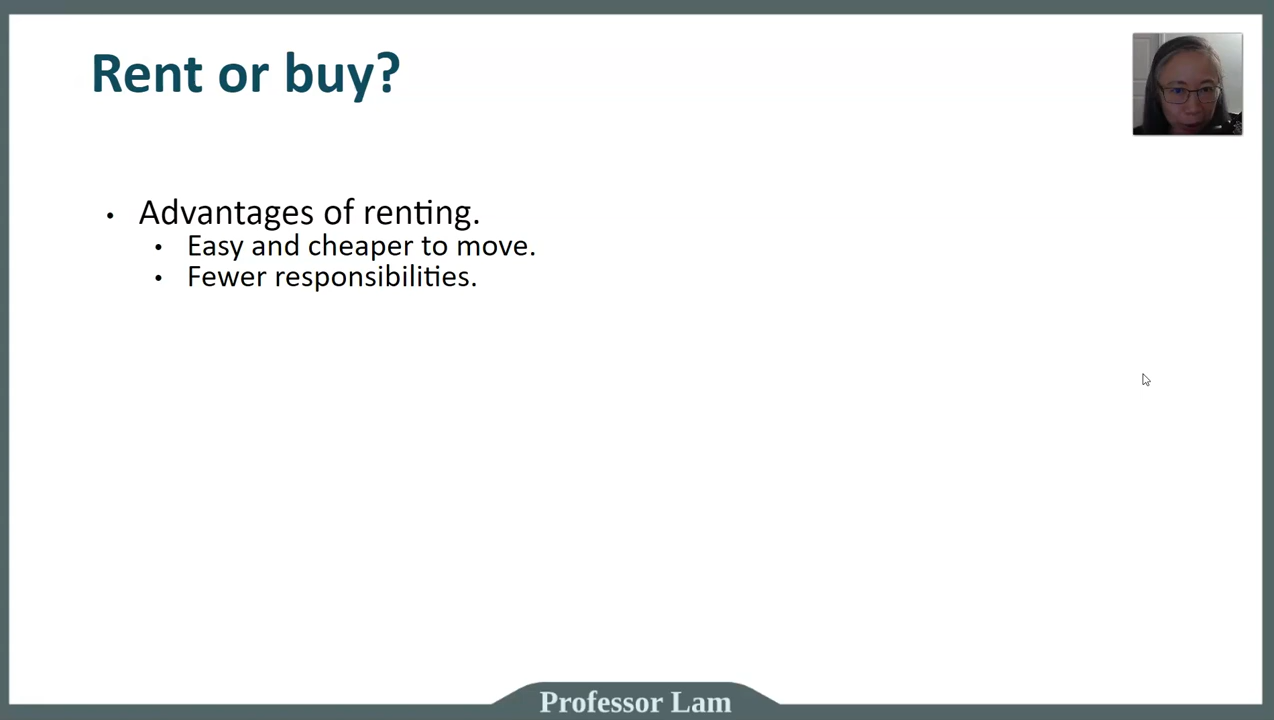 Rent or buy?
• Advantages of renting.
• Easy and cheaper to move.
• Fewer responsibilities.
Professor Lam